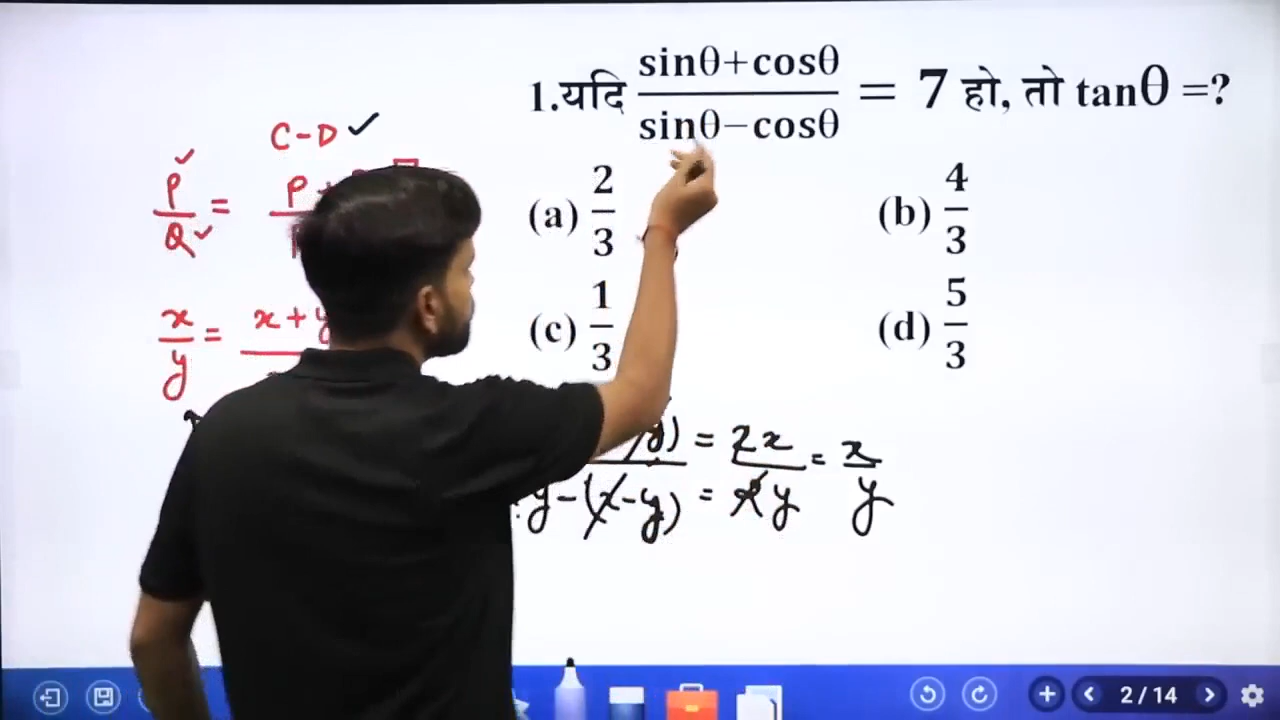 1.यदि sinθ+cosθ / sinθ−cosθ = 7 हो, तो tanθ =?
(a) 2/3
(b) 4/3
(c) 1/3
(d) 5/3
C-D ✓
P/Q = P+
x/y = x+y
y) = 2x = x
y-(x-y) = 2y y
2 / 14